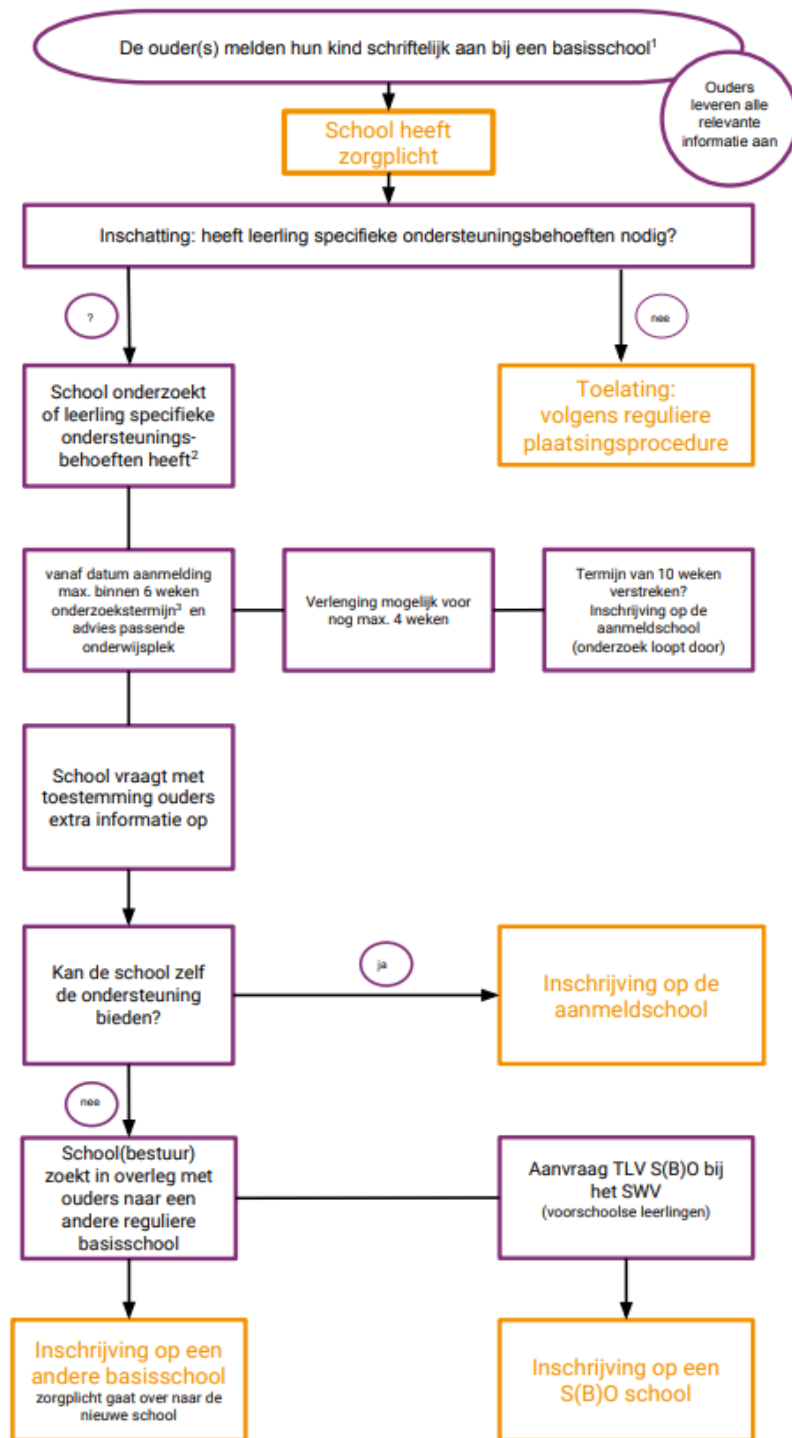 De ouder(s) melden hun kind schriftelijk aan bij een basisschool¹
Ouders
leveren alle
relevante
informatie aan
School heeft
zorgplicht
Inschatting: heeft leerling specifieke ondersteuningsbehoeften nodig?
?
nee
School onderzoekt
of leerling specifieke
ondersteunings-
behoeften heeft²
Toelating:
volgens reguliere
plaatsingsprocedure
vanaf datum aanmelding
max. binnen 6 weken
onderzoekstermijn³ en
advies passende
onderwijsplek
Verlenging mogelijk voor
nog max. 4 weken
Termijn van 10 weken
verstreken?
Inschrijving op de
aanmeldschool
(onderzoek loopt door)
School vraagt met
toestemming ouders
extra informatie op
Kan de school zelf
de ondersteuning
bieden?
ja
Inschrijving op de
aanmeldschool
nee
School(bestuur)
zoekt in overleg met
ouders naar een
andere reguliere
basisschool
Aanvraag TLV S(B)O bij
het SWV
(voorschoolse leerlingen)
Inschrijving op een
andere basisschool
zorgplicht gaat over naar de
nieuwe school
Inschrijving op een
S(B)O school